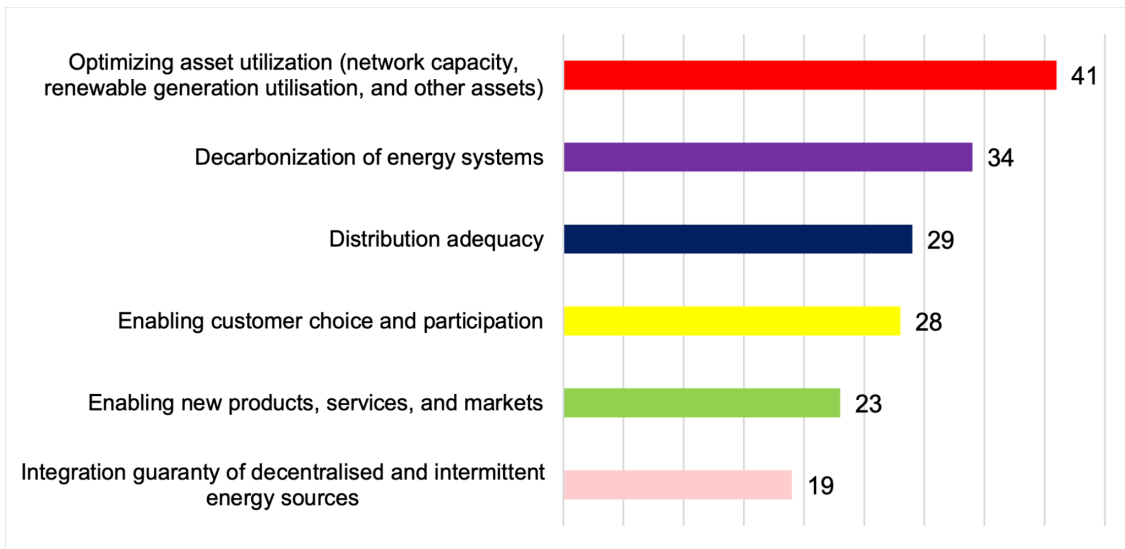 Optimizing asset utilization (network capacity,
renewable generation utilisation, and other assets)
41
Decarbonization of energy systems
34
Distribution adequacy
29
Enabling customer choice and participation
28
Enabling new products, services, and markets
23
Integration guaranty of decentralised and intermittent
energy sources
19